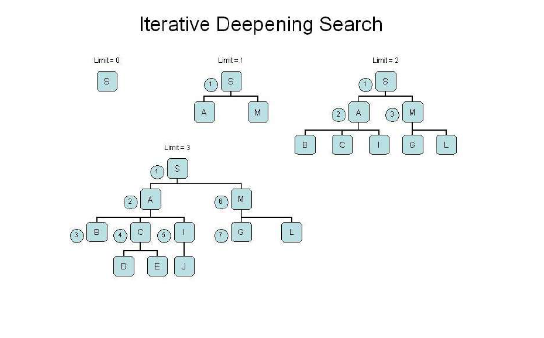 Iterative Deepening Search
Limit = 0
Limit = 1
Limit = 2
S
1 S
1 S
A M
2 A 3 M
B C I G L
Limit = 3
1 S
2 A 6 M
3 B 4 C 5 I 7 G L
D E J